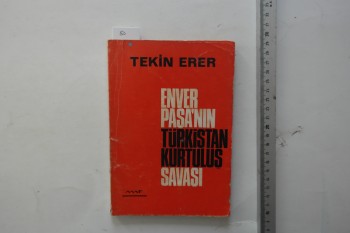 TEKİN ERER
ENVER
PAŞA'NIN
TÜRKİSTAN
KURTULUŞ
SAVAŞI